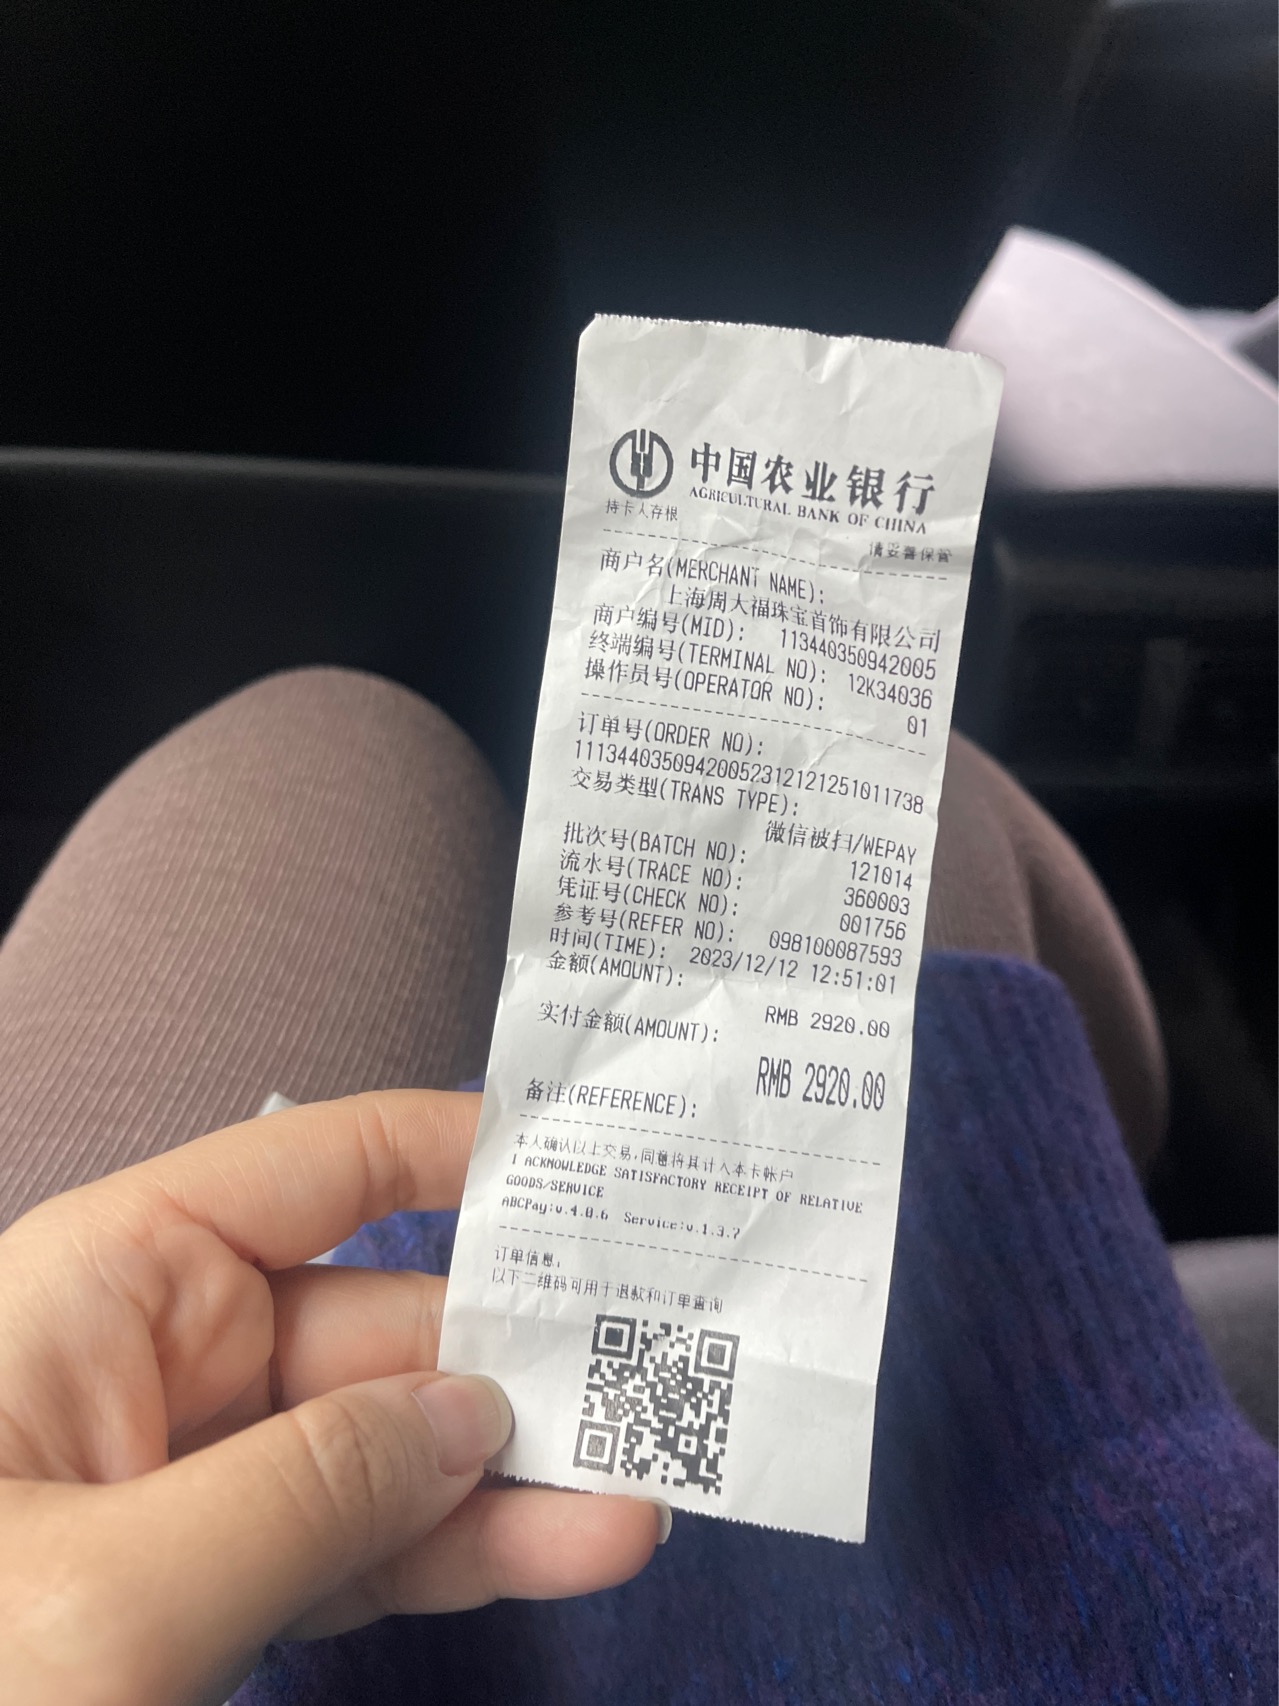 中国农业银行
AGRICULTURAL BANK OF CHINA
持卡人存根
请妥善保管
商户名(MERCHANT NAME):
上海周大福珠宝首饰有限公司
商户编号(MID): 113440350942005
终端编号(TERMINAL NO): 12K34036
操作员号(OPERATOR NO): 01
订单号(ORDER NO):
11134403509420052312121251011738
交易类型(TRANS TYPE):
微信被扫/WEPAY
批次号(BATCH NO): 121014
流水号(TRACE NO): 360003
凭证号(CHECK NO): 001756
参考号(REFER NO): 098100087593
时间(TIME): 2023/12/12 12:51:01
金额(AMOUNT):
RMB 2920.00
实付金额(AMOUNT):
RMB 2920.00
备注(REFERENCE):
本人确认以上交易,同意将其计入本卡帐户
I ACKNOWLEDGE SATISFACTORY RECEIPT OF RELATIVE
GOODS/SERVICE
ABCPay:v.4.0.6 Service:v.1.3.7
订单信息:
以下二维码可用于退款和订单查询